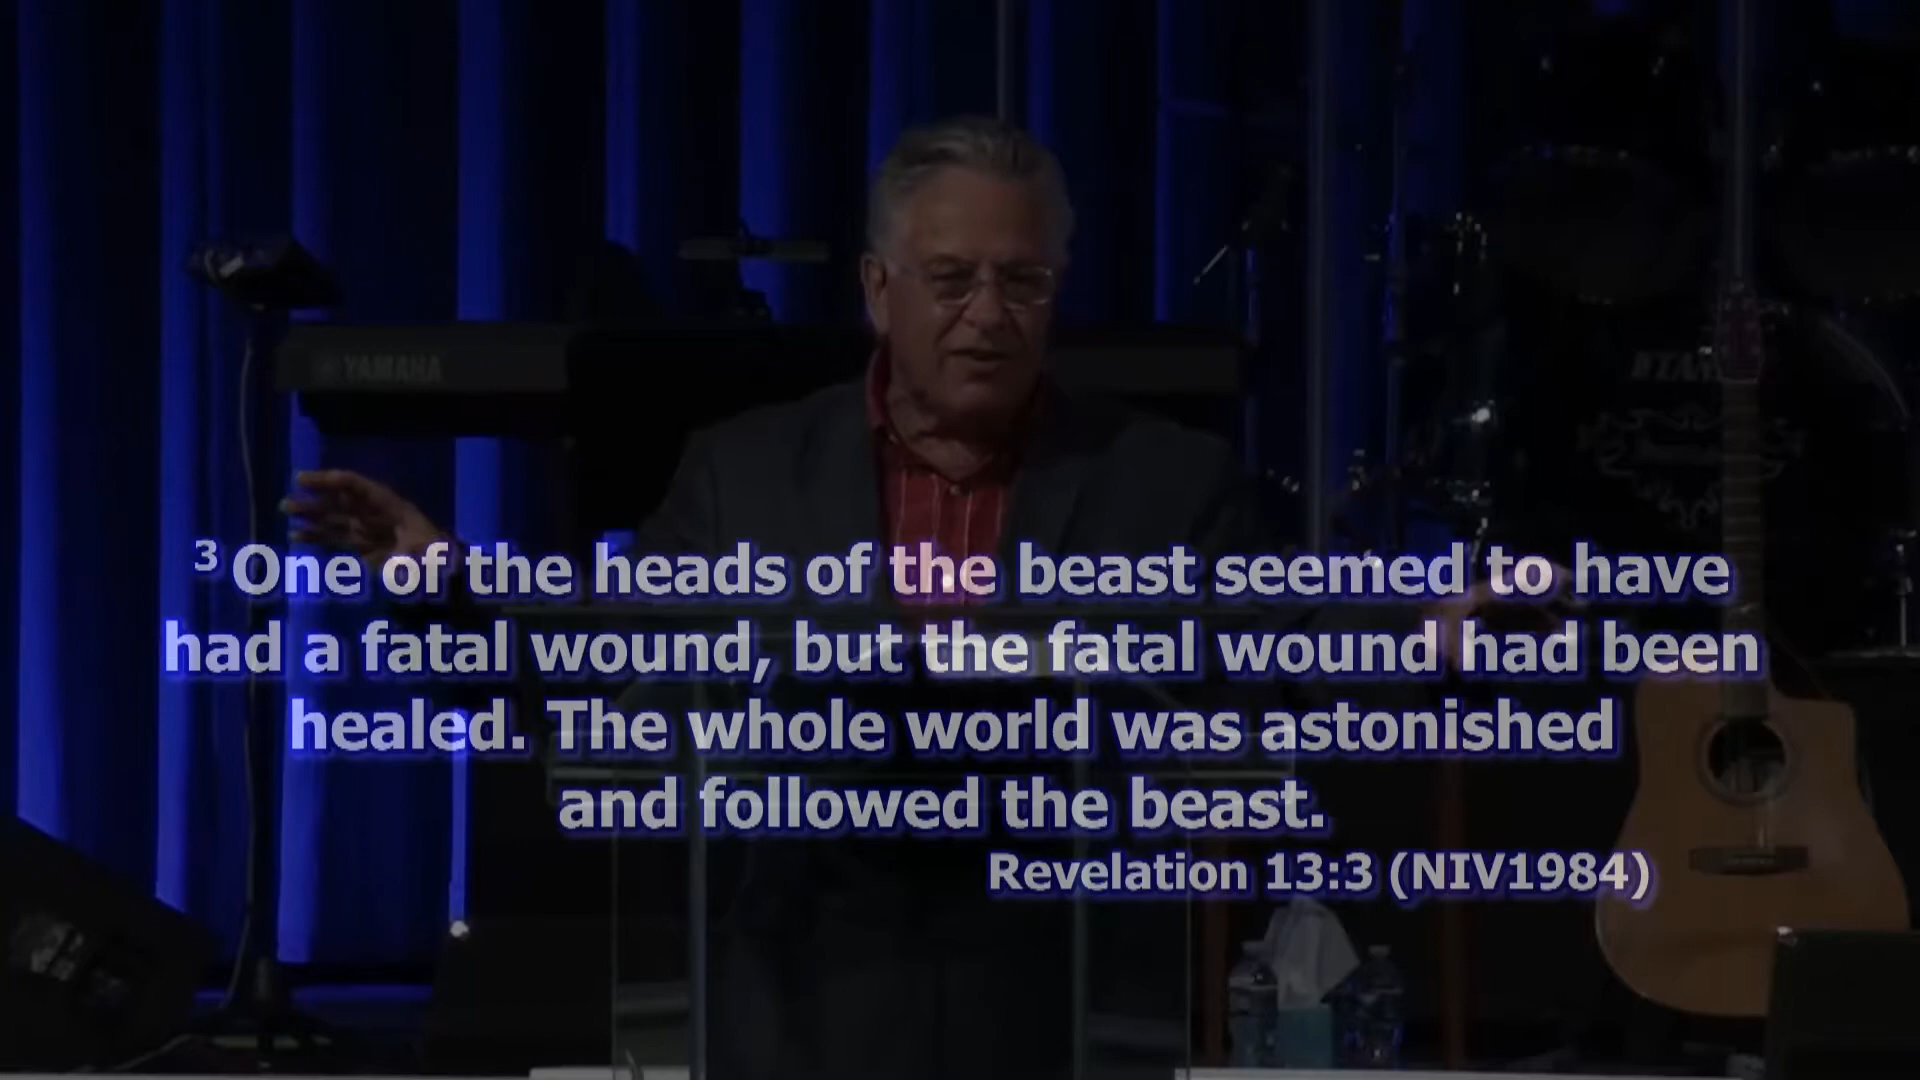 YAMAHA
3 One of the heads of the beast seemed to have
had a fatal wound, but the fatal wound had been
healed. The whole world was astonished
and followed the beast.
Revelation 13:3 (NIV1984)